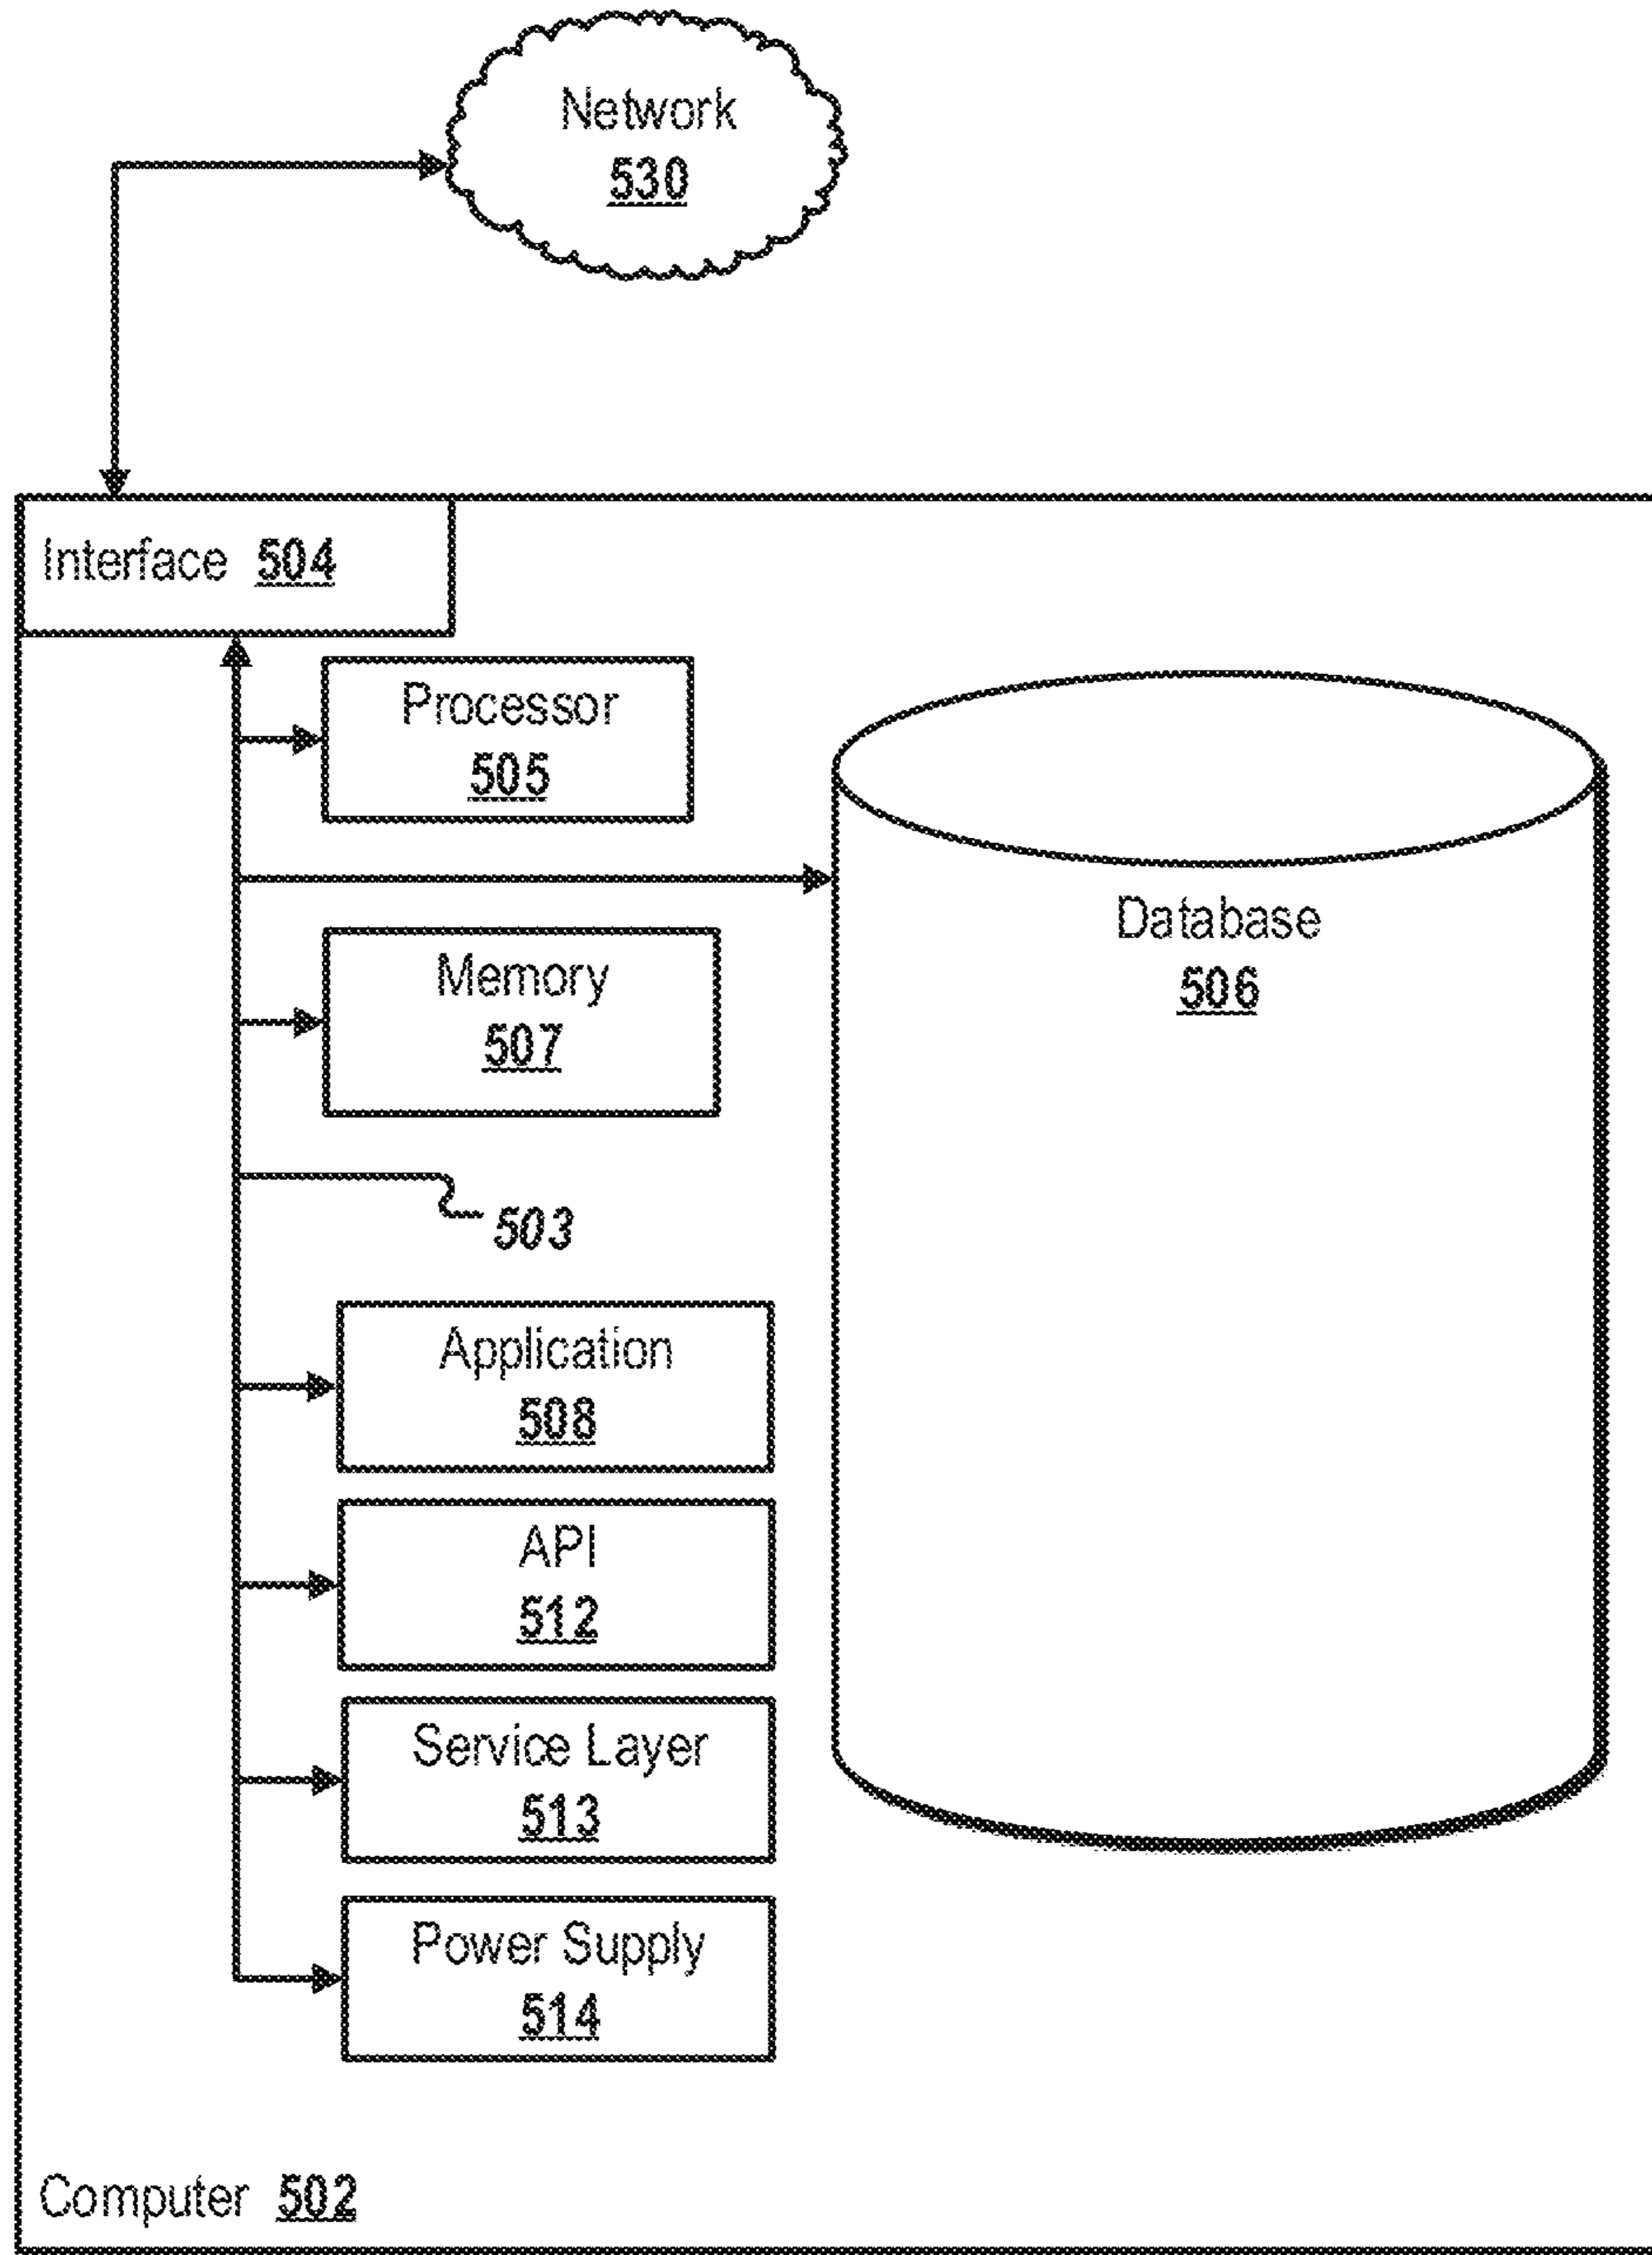 Network
530
Interface 504
Processor
505
Database
506
Memory
507
503
Application
508
API
512
Service Layer
513
Power Supply
514
Computer 502